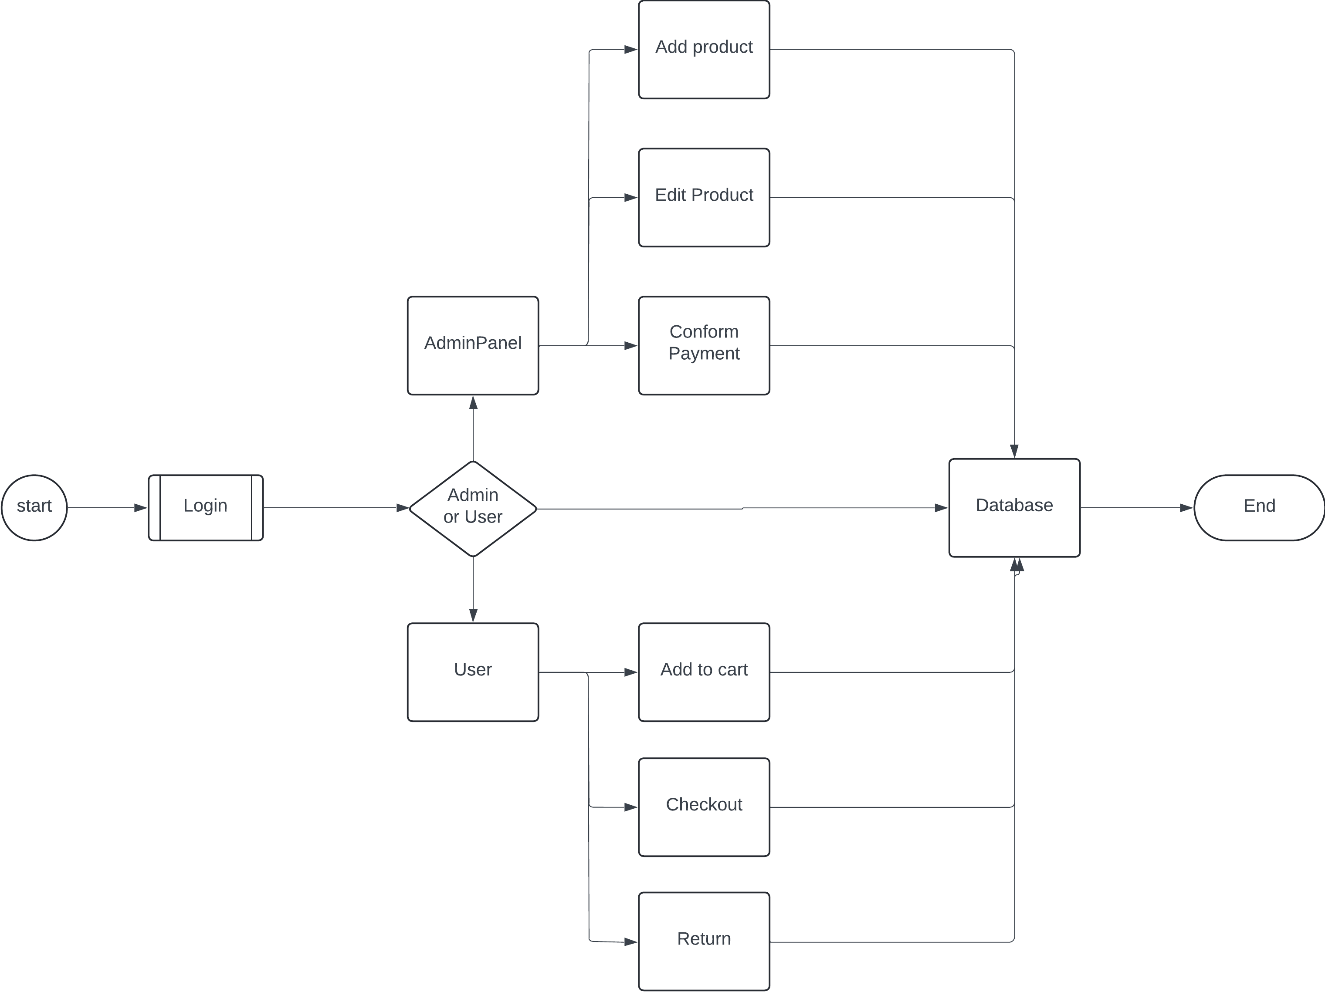 Add product
Edit Product
Conform
Payment
AdminPanel
start
Login
Admin
or User
Database
End
User
Add to cart
Checkout
Return